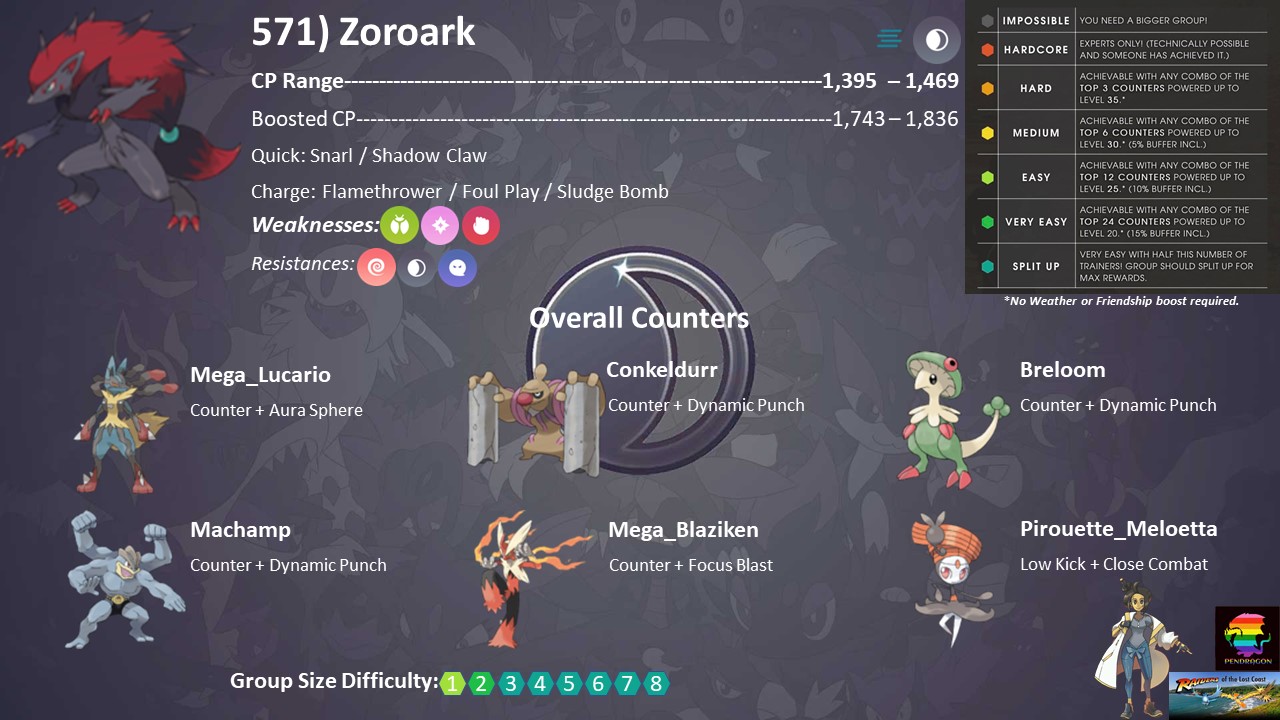 571) Zoroark
CP Range--------------------------------------------------------------------1,395 – 1,469
Boosted CP--------------------------------------------------------------------1,743 – 1,836
Quick: Snarl / Shadow Claw
Charge: Flamethrower / Foul Play / Sludge Bomb
Weaknesses:
Resistances:
IMPOSSIBLE YOU NEED A BIGGER GROUP!
HARDCORE EXPERTS ONLY! (TECHNICALLY POSSIBLE
AND SOMEONE HAS ACHIEVED IT.)
HARD ACHIEVABLE WITH ANY COMBO OF THE
TOP 3 COUNTERS POWERED UP TO
LEVEL 35.*
MEDIUM ACHIEVABLE WITH ANY COMBO OF THE
TOP 6 COUNTERS POWERED UP TO
LEVEL 30.* (5% BUFFER INCL.)
EASY ACHIEVABLE WITH ANY COMBO OF THE
TOP 12 COUNTERS POWERED UP TO
LEVEL 25.* (10% BUFFER INCL.)
VERY EASY ACHIEVABLE WITH ANY COMBO OF THE
TOP 24 COUNTERS POWERED UP TO
LEVEL 20.* (15% BUFFER INCL.)
SPLIT UP VERY EASY WITH HALF THIS NUMBER OF
TRAINERS! GROUP SHOULD SPLIT UP FOR
MAX REWARDS.
*No Weather or Friendship boost required.
Overall Counters
Mega_Lucario
Counter + Aura Sphere
Conkeldurr
Counter + Dynamic Punch
Breloom
Counter + Dynamic Punch
Machamp
Counter + Dynamic Punch
Mega_Blaziken
Counter + Focus Blast
Pirouette_Meloetta
Low Kick + Close Combat
Group Size Difficulty: 1 2 3 4 5 6 7 8
PENDRAGON
RAIDERS of the Lost Coast